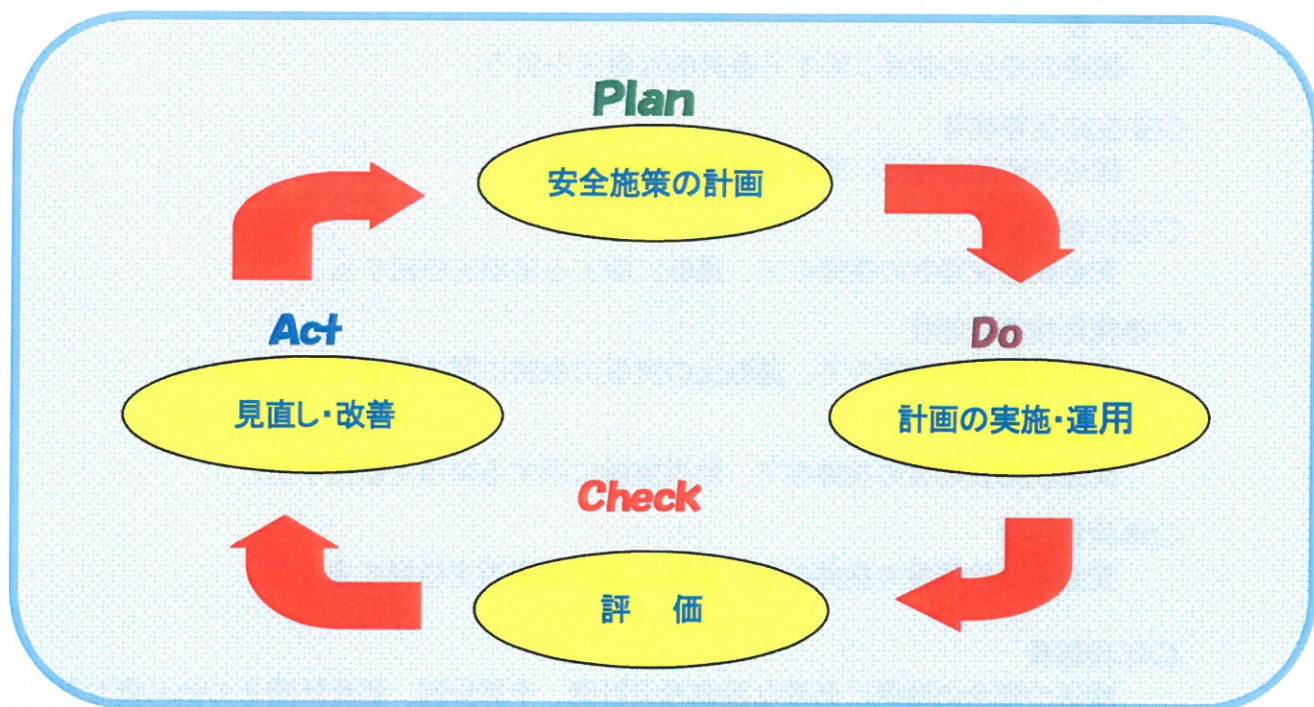 Plan
安全施策の計画
Act
Do
見直し・改善
計画の実施・運用
Check
評 価